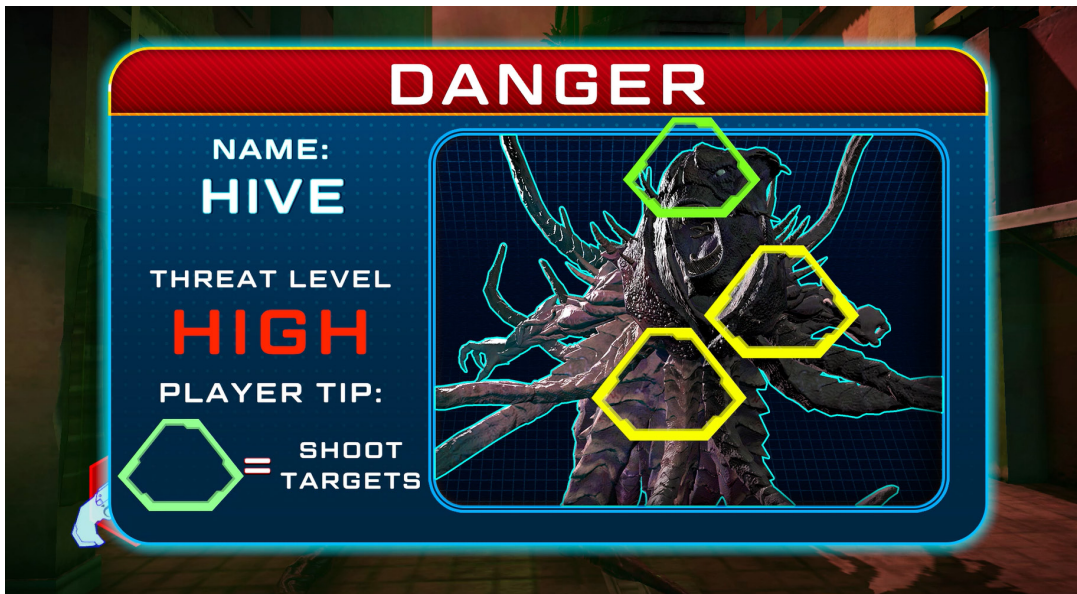 DANGER
NAME:
HIVE
THREAT LEVEL
HIGH
PLAYER TIP:
= SHOOT
TARGETS